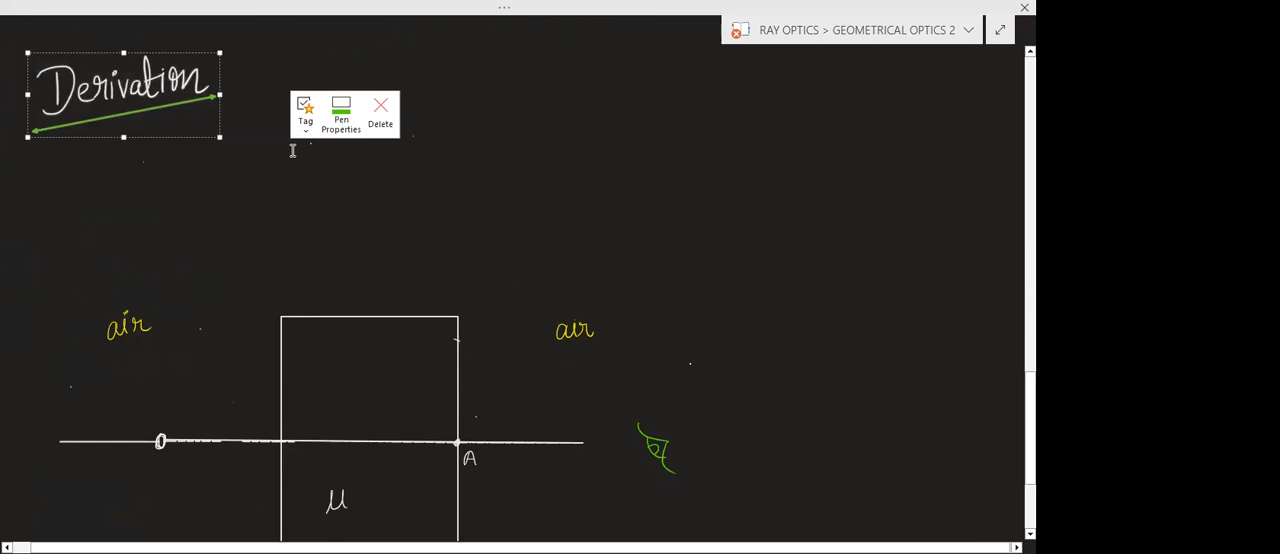 RAY OPTICS > GEOMETRICAL OPTICS 2
Derivation
Tag
Pen Properties
Delete
air
air
O
A
μ